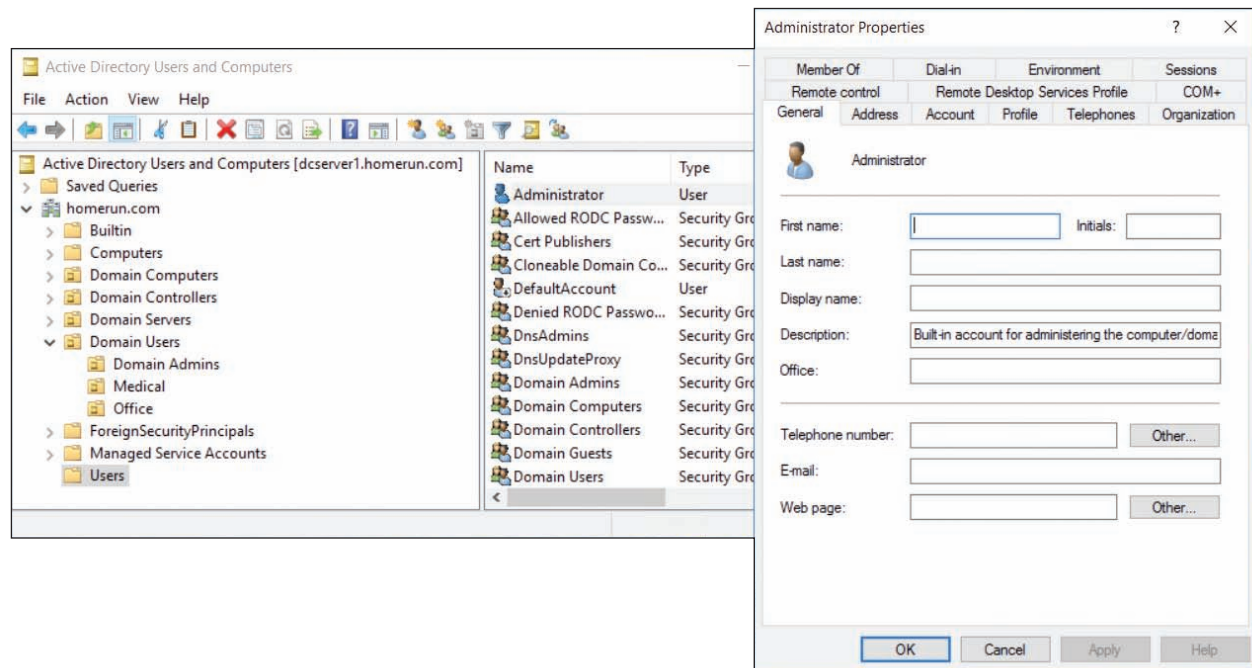 Active Directory Users and Computers
File Action View Help
Active Directory Users and Computers [dcserver1.homerun.com]
Saved Queries
homerun.com
Builtin
Computers
Domain Computers
Domain Controllers
Domain Servers
Domain Users
Domain Admins
Medical
Office
ForeignSecurityPrincipals
Managed Service Accounts
Users
Name Type
Administrator User
Allowed RODC Passw... Security Gro
Cert Publishers Security Gro
Cloneable Domain Co... Security Gro
DefaultAccount User
Denied RODC Passwo... Security Gro
DnsAdmins Security Gro
DnsUpdateProxy Security Gro
Domain Admins Security Gro
Domain Computers Security Gro
Domain Controllers Security Gro
Domain Guests Security Gro
Domain Users Security Gro
Administrator Properties ?
Member Of Dial-in Environment Sessions
Remote control Remote Desktop Services Profile COM+
General Address Account Profile Telephones Organization
Administrator
First name: Initials:
Last name:
Display name:
Description: Built-in account for administering the computer/doma
Office:
Telephone number: Other...
E-mail:
Web page: Other...
OK Cancel Apply Help